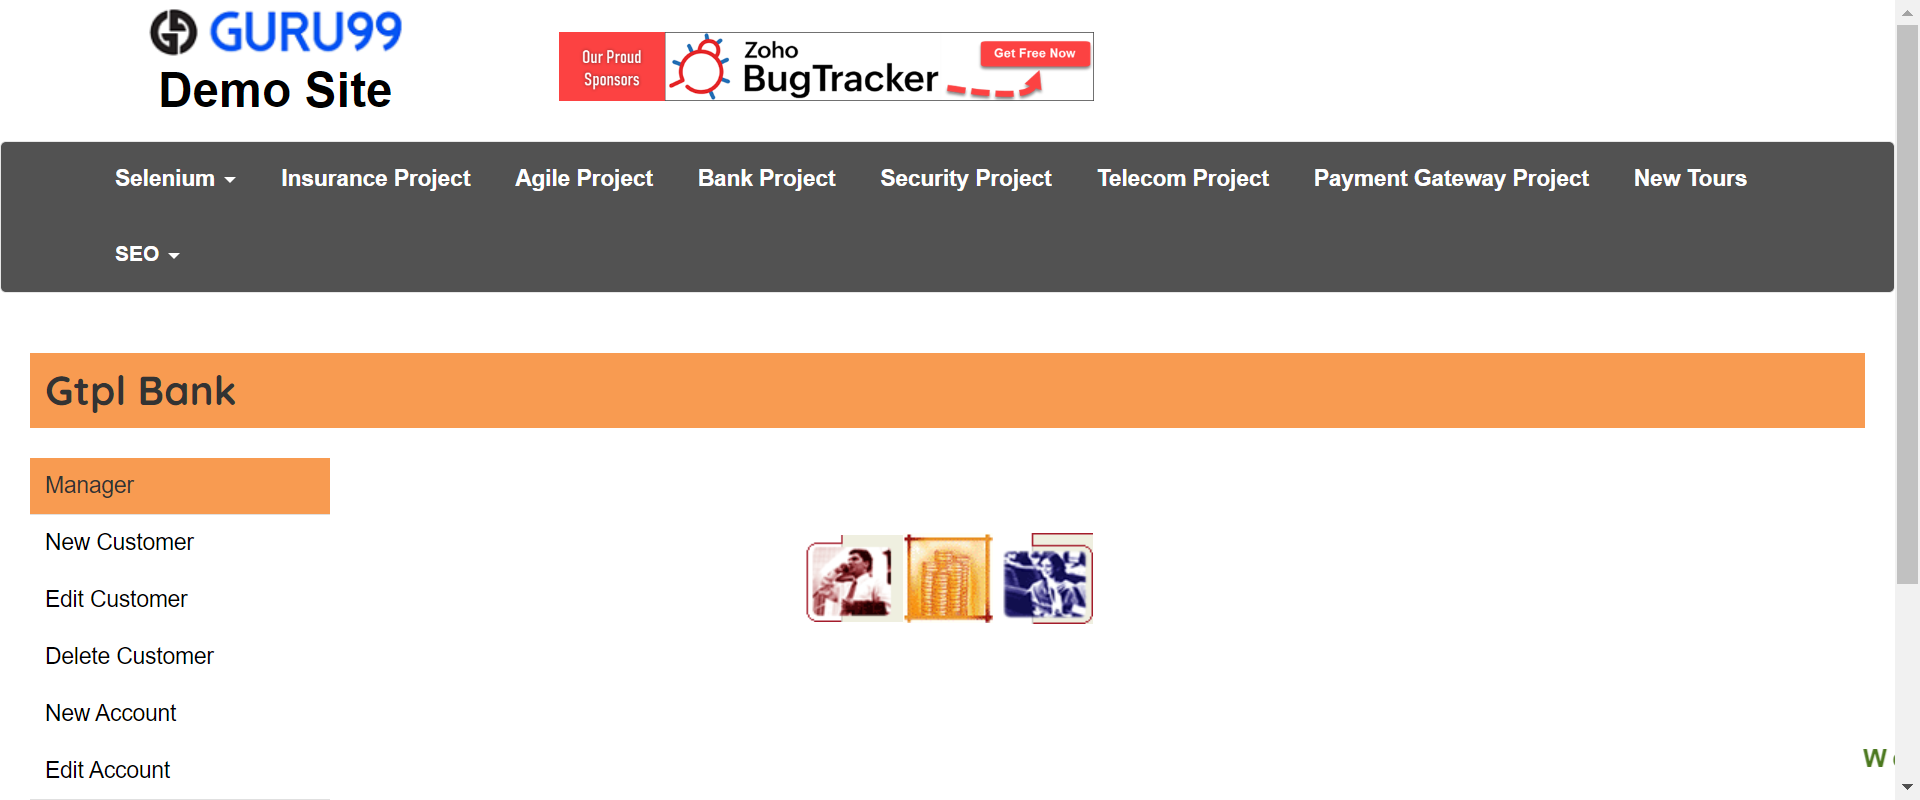 GURU99
Demo Site
Our Proud
Sponsors
Zoho
BugTracker
Get Free Now
Selenium
Insurance Project
Agile Project
Bank Project
Security Project
Telecom Project
Payment Gateway Project
New Tours
SEO
Gtpl Bank
Manager
New Customer
Edit Customer
Delete Customer
New Account
Edit Account
W